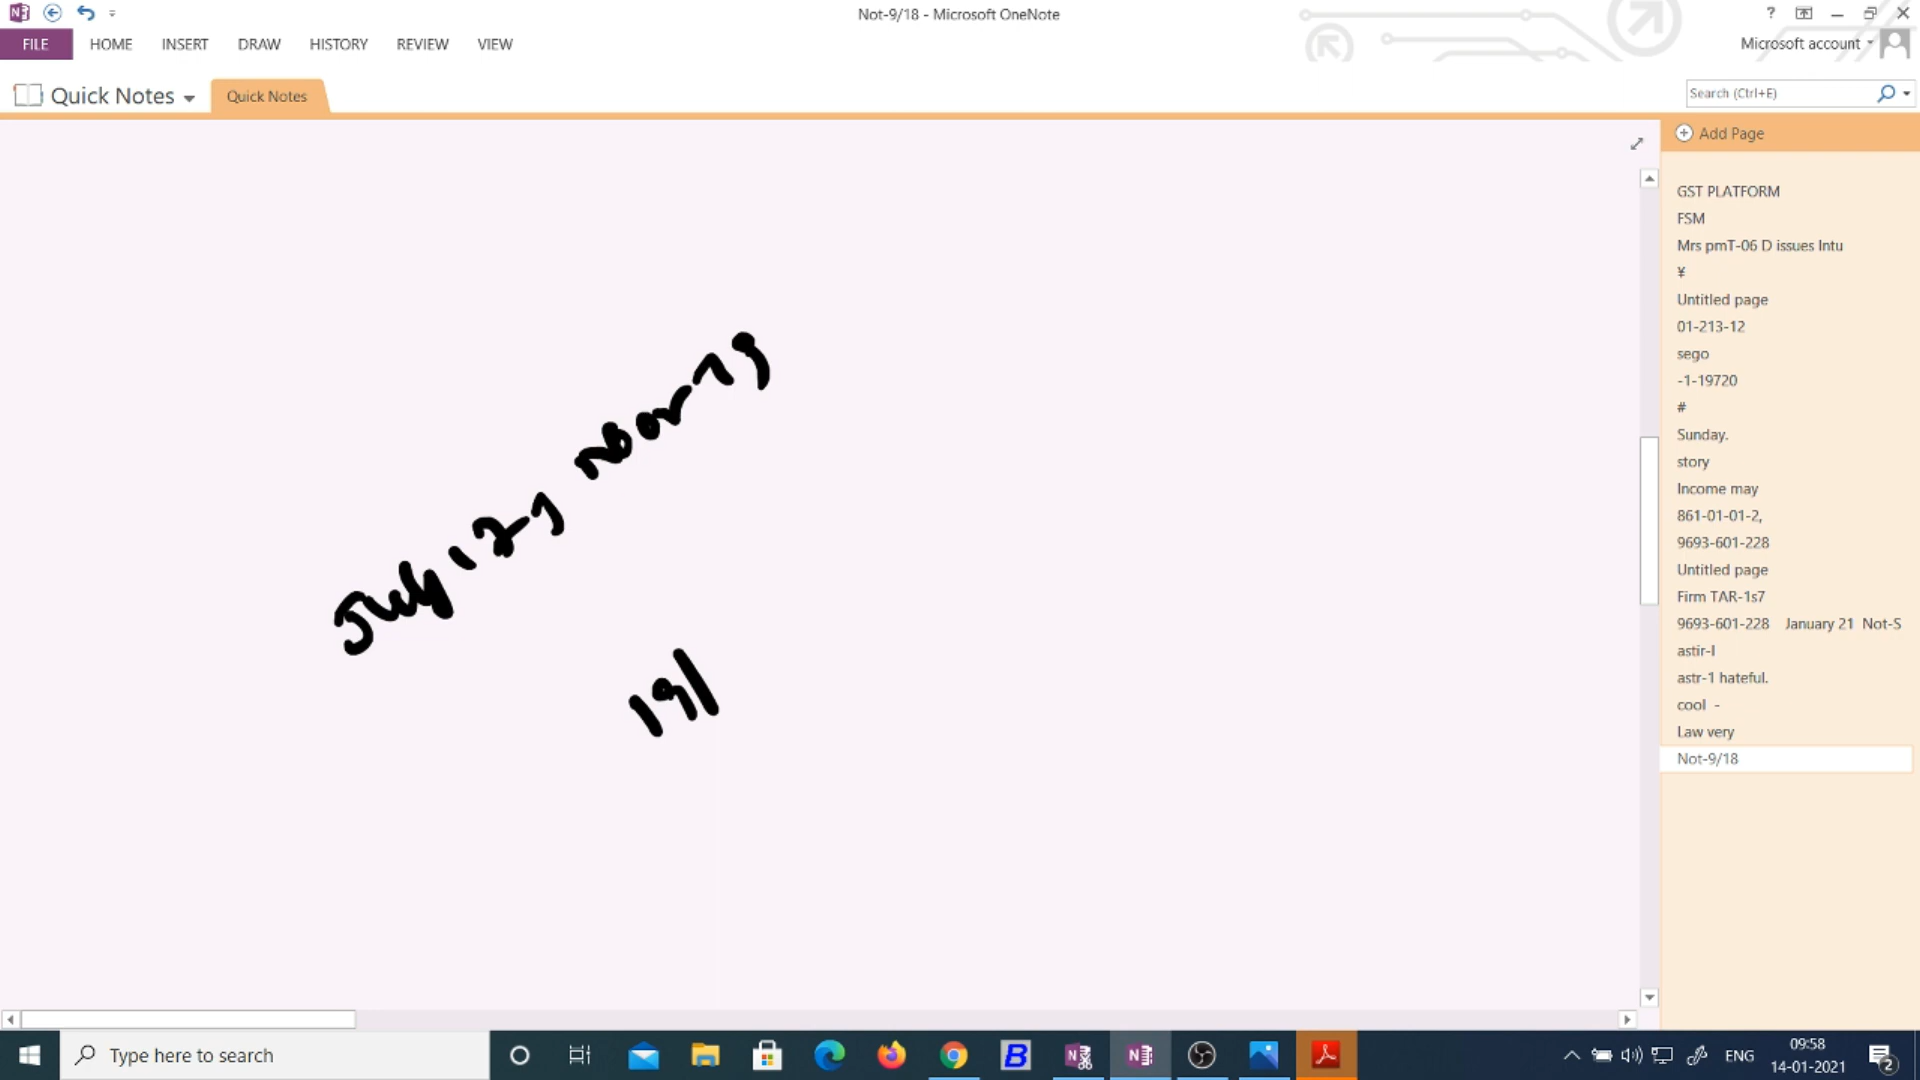 Not-9/18 - Microsoft OneNote
?
FILE HOME INSERT DRAW HISTORY REVIEW VIEW
Microsoft account
Quick Notes
Quick Notes
Search (Ctrl+E)
Add Page
GST PLATFORM
FSM
Mrs pmT-06 D issues Intu
¥
Untitled page
01-213-12
sego
-1-19720
#
Sunday.
story
Income may
861-01-01-2,
9693-601-228
Untitled page
Firm TAR-1s7
9693-601-228 January 21 Not-S
astir-I
astr-1 hateful.
cool -
Law very
Not-9/18
July
19/
Type here to search
ENG
09:58
14-01-2021
2